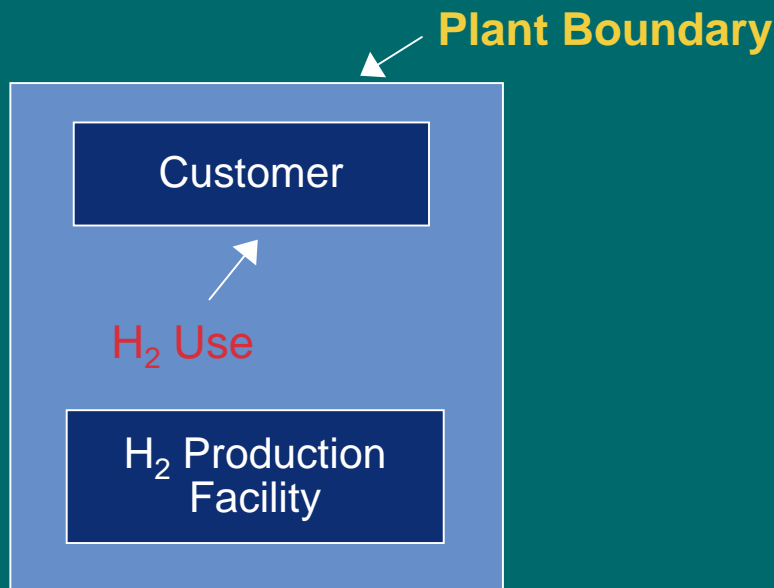 Plant Boundary
Customer
H₂ Use
H₂ Production
Facility